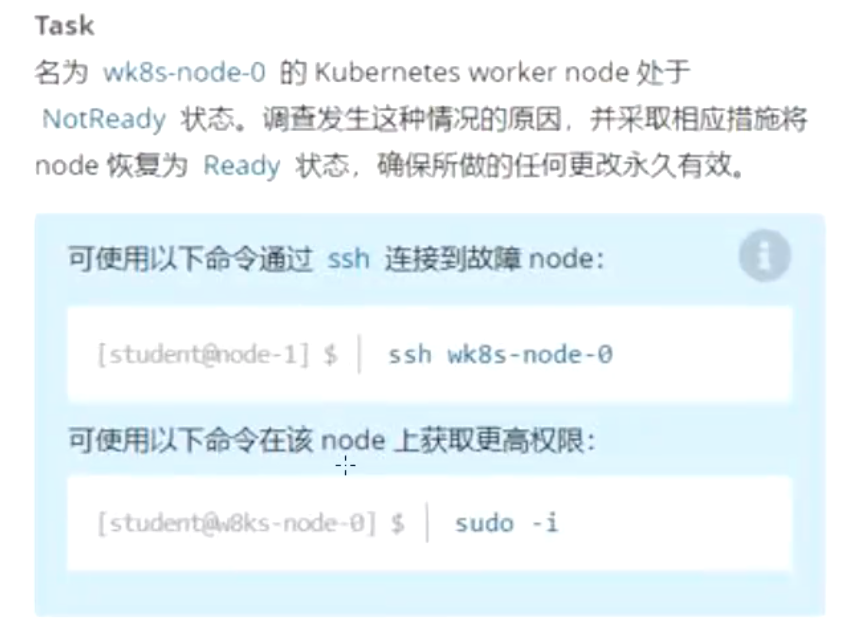 Task
名为 wk8s-node-0 的 Kubernetes worker node 处于
NotReady 状态。调查发生这种情况的原因，并采取相应措施将
node 恢复为 Ready 状态，确保所做的任何更改永久有效。
可使用以下命令通过 ssh 连接到故障 node：
[student@node-1] $ | ssh wk8s-node-0
可使用以下命令在该 node 上获取更高权限：
[student@w8ks-node-0] $ | sudo -i